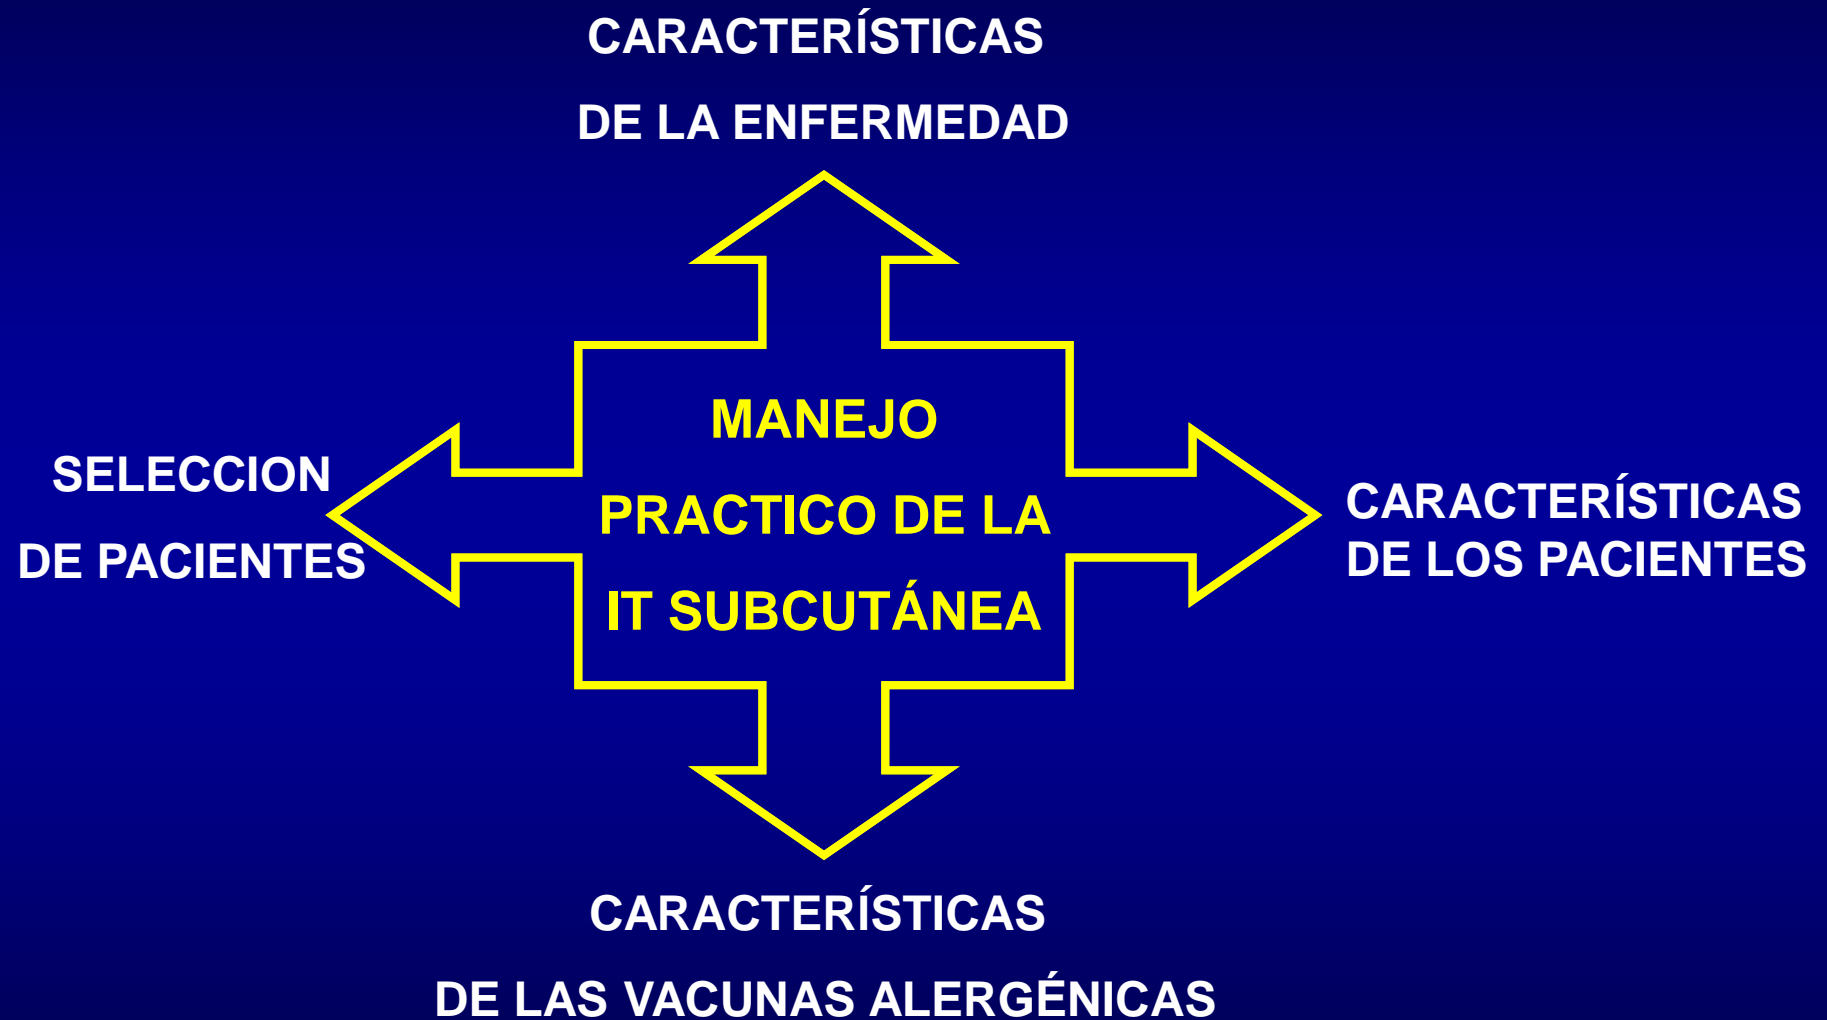 CARACTERÍSTICAS
DE LA ENFERMEDAD
SELECCION
DE PACIENTES
MANEJO
PRACTICO DE LA
IT SUBCUTÁNEA
CARACTERÍSTICAS
DE LOS PACIENTES
CARACTERÍSTICAS
DE LAS VACUNAS ALERGÉNICAS